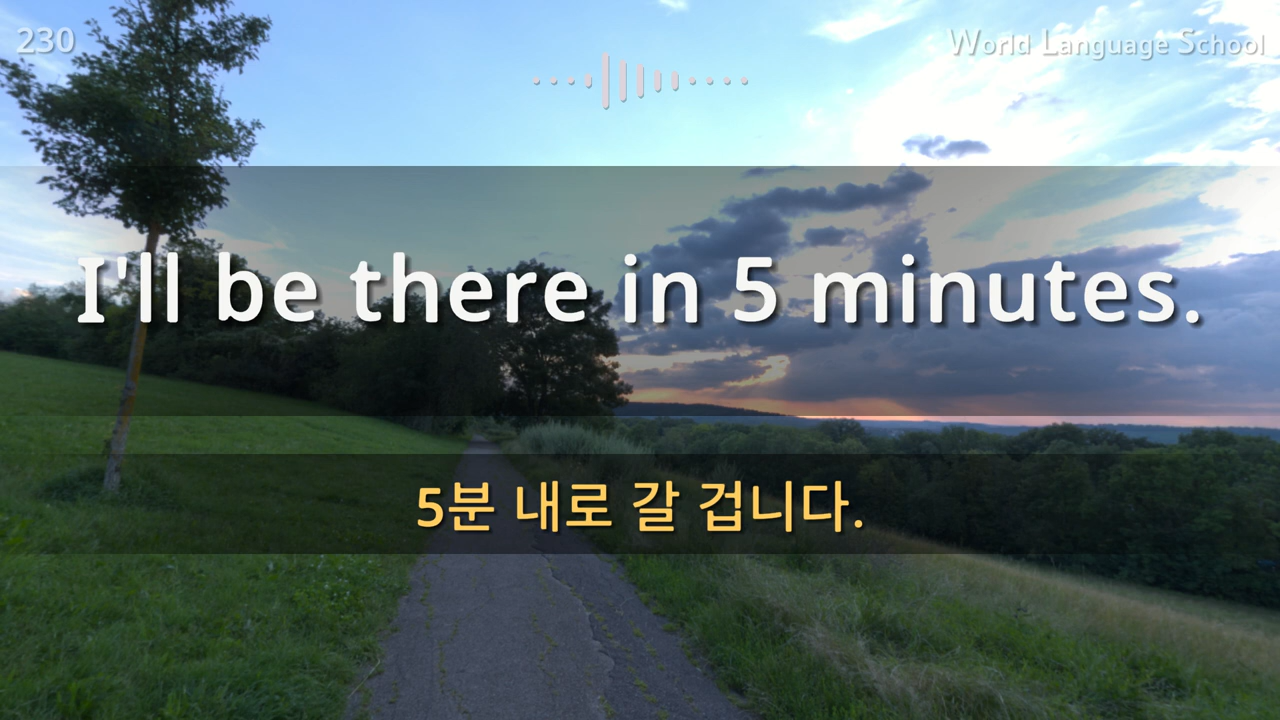 230
World Language School
I'll be there in 5 minutes.
5분 내로 갈 겁니다.